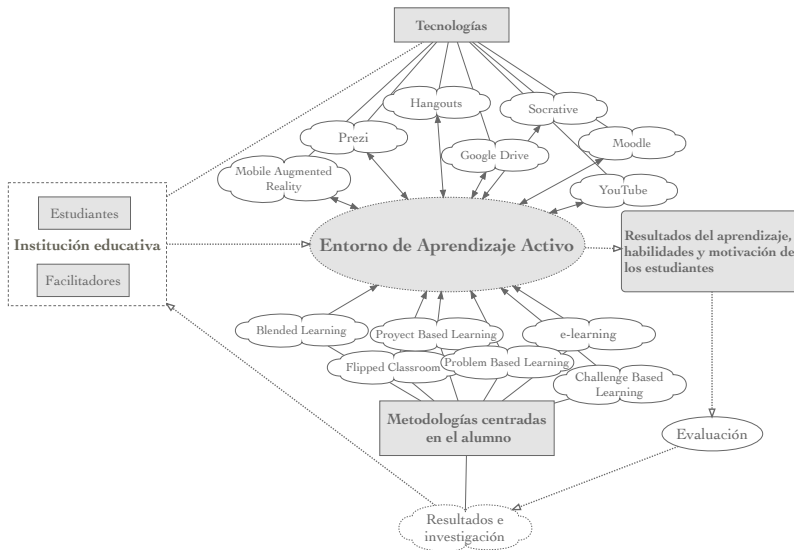 Tecnologías
Hangouts
Socrative
Prezi
Moodle
Google Drive
Mobile Augmented
Reality
YouTube
Estudiantes
Institución educativa
Facilitadores
Entorno de Aprendizaje Activo
Resultados del aprendizaje,
habilidades y motivación de
los estudiantes
Blended Learning
Proyect Based Learning
e-learning
Flipped Classroom
Problem Based Learning
Challenge Based
Learning
Metodologías centradas
en el alumno
Evaluación
Resultados e
investigación